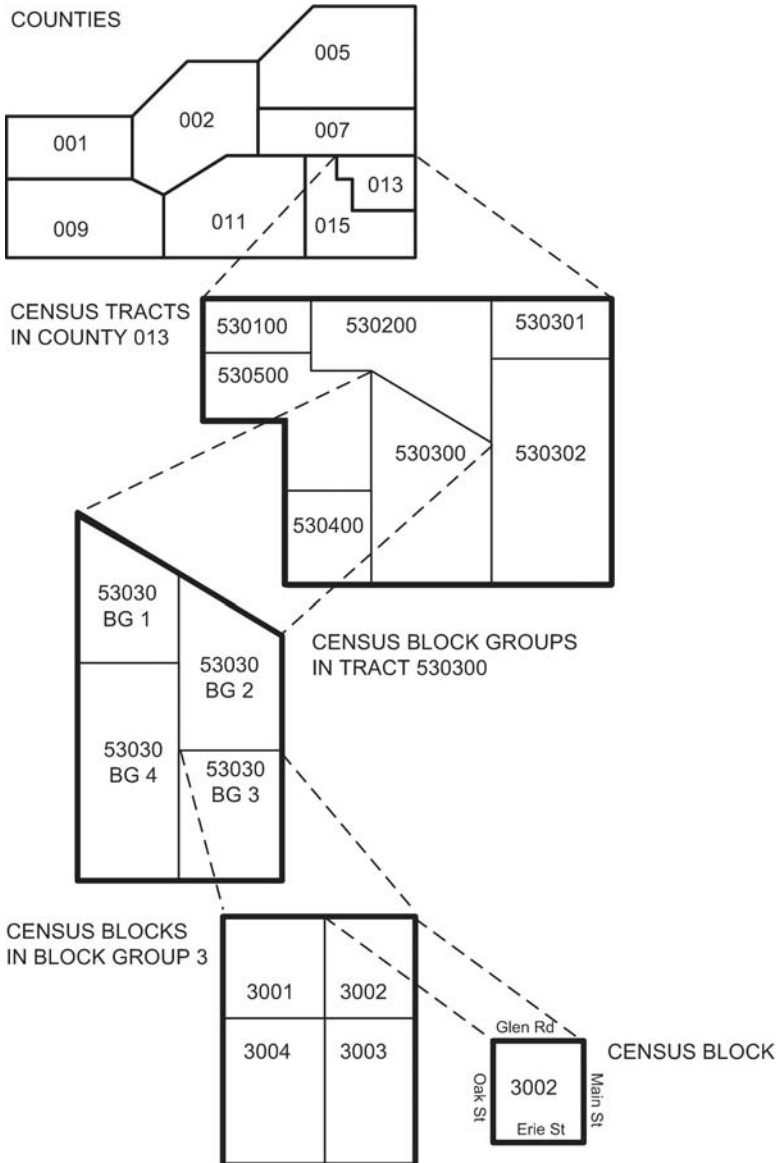 COUNTIES
005
002
007
001
013
009
011
015
CENSUS TRACTS
IN COUNTY 013
530100
530200
530301
530500
530300
530302
530400
53030
BG 1
CENSUS BLOCK GROUPS
IN TRACT 530300
53030
BG 2
53030
BG 4
53030
BG 3
CENSUS BLOCKS
IN BLOCK GROUP 3
3001
3002
3004
3003
Glen Rd
CENSUS BLOCK
Oak St
3002
Main St
Erie St